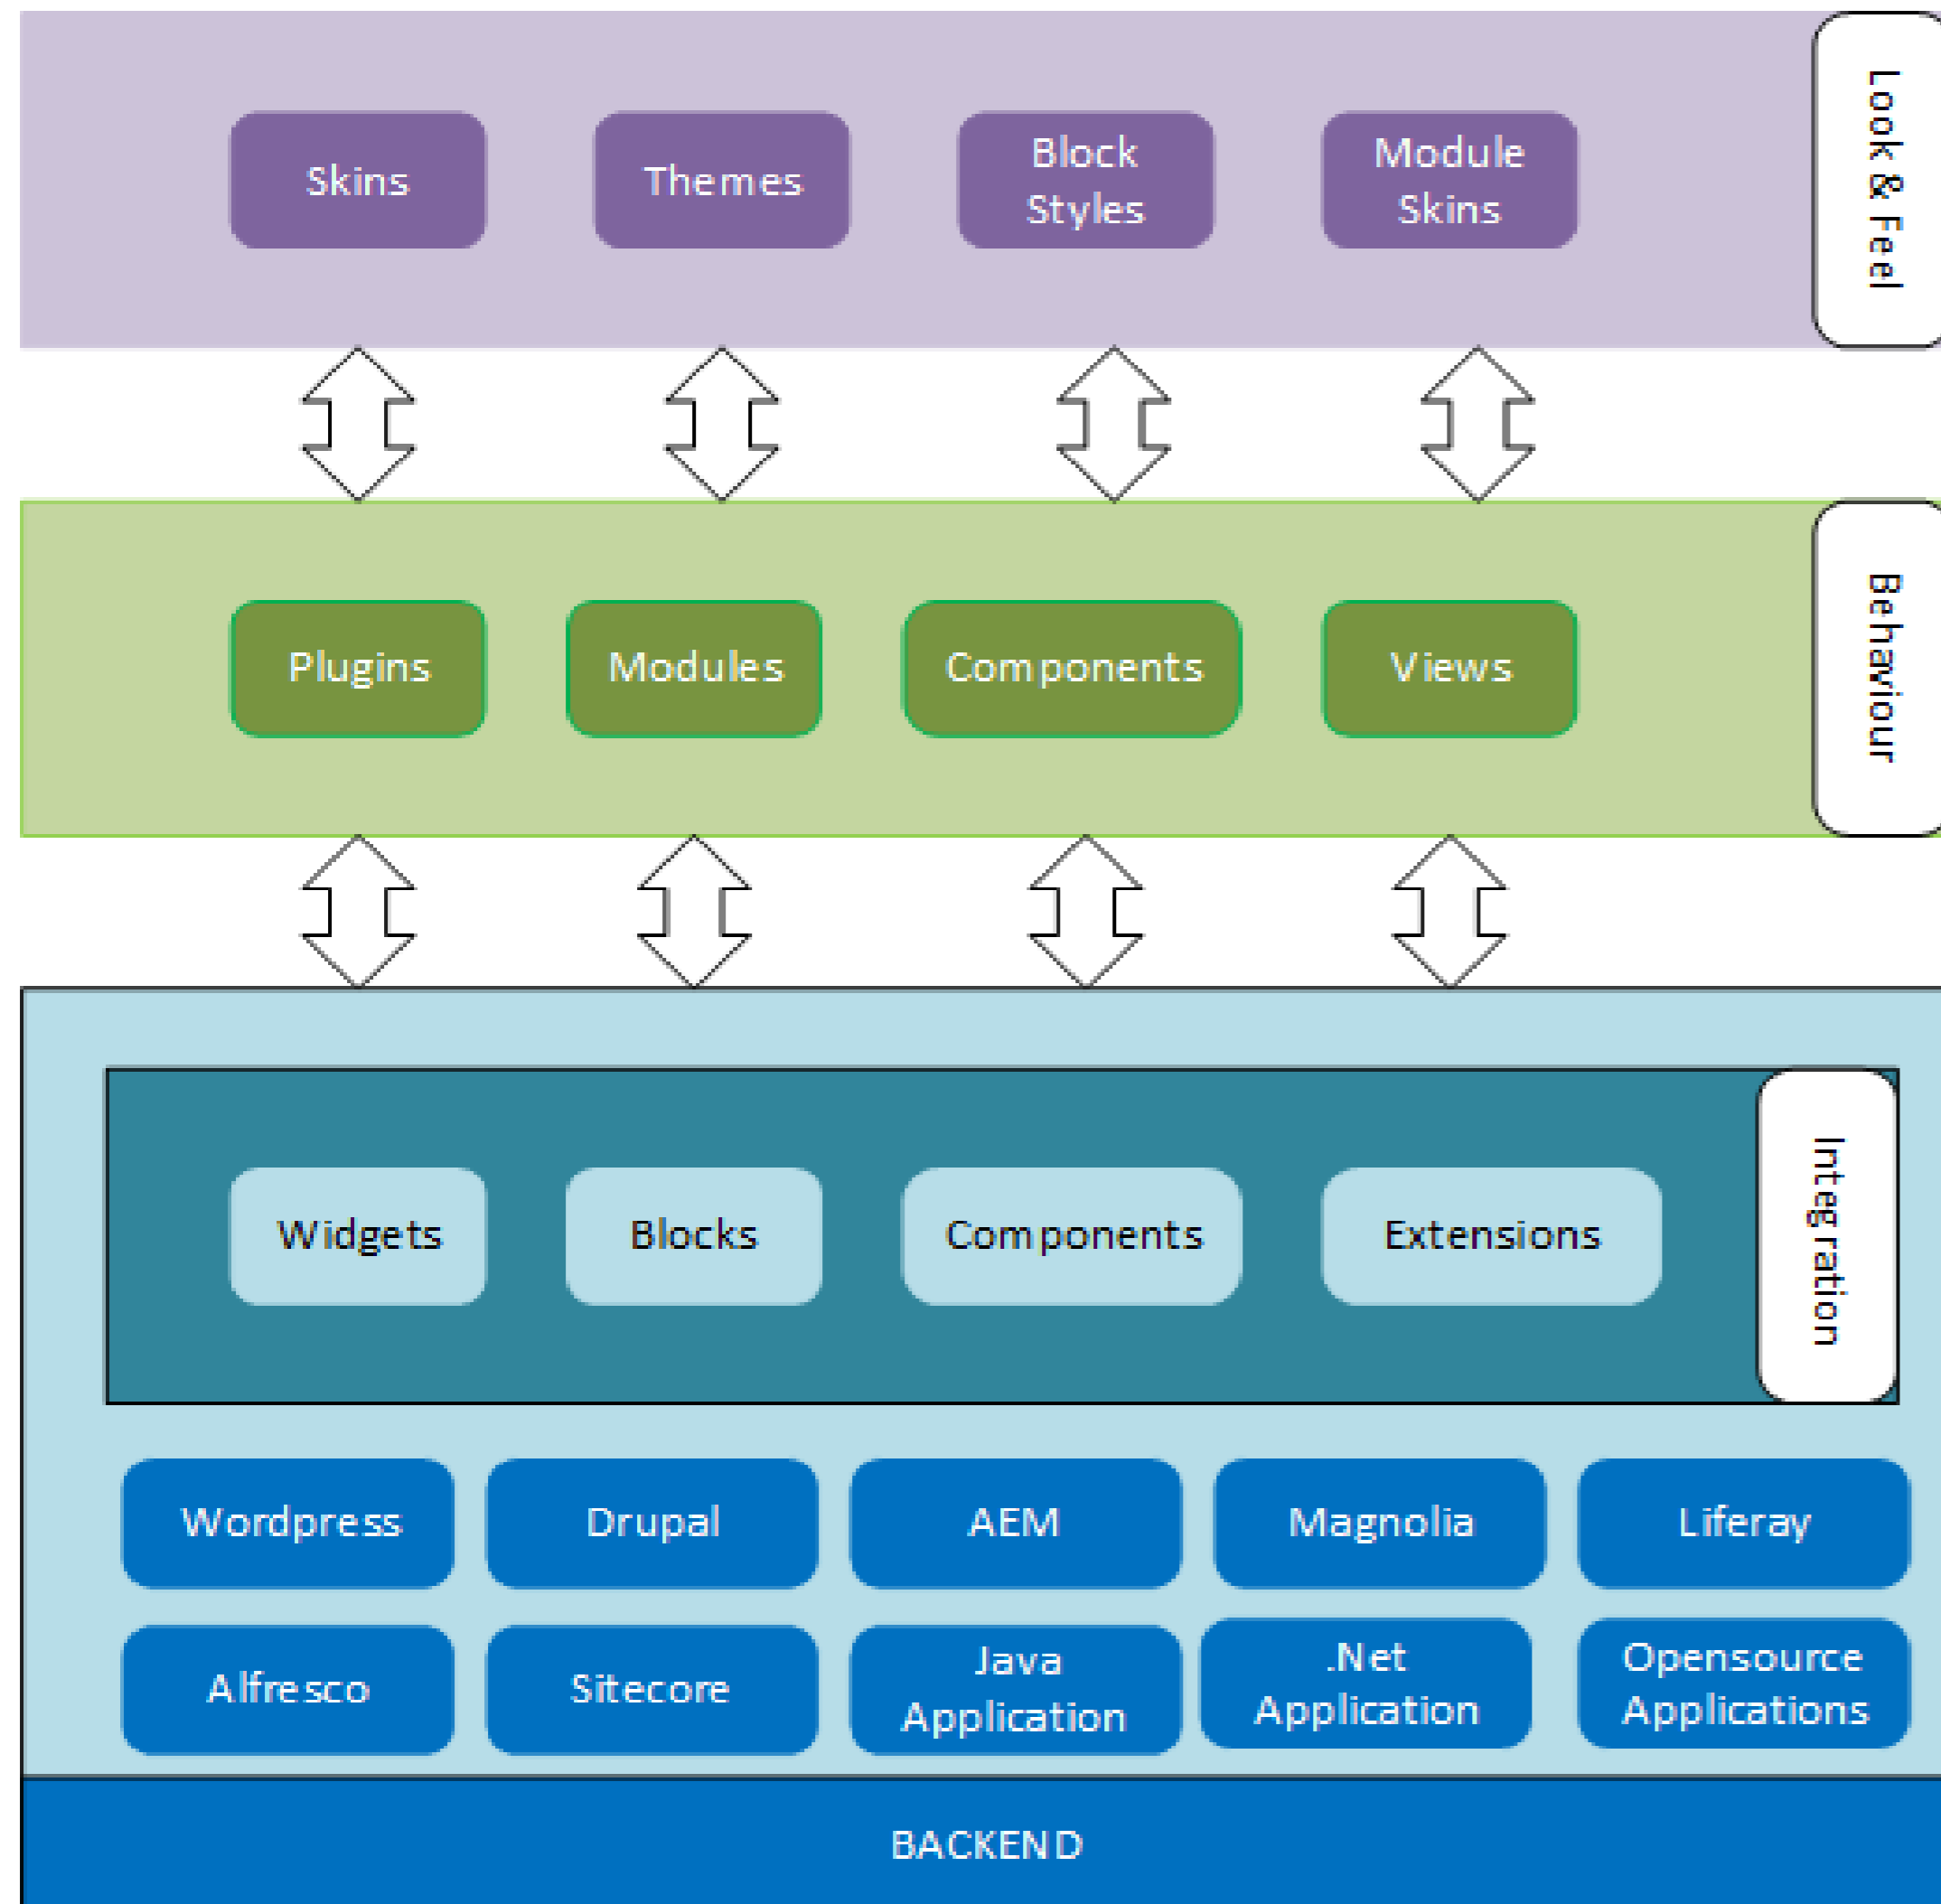 Skins
Themes
Block
Styles
Module
Skins
Look & Feel
Plugins
Modules
Components
Views
Behaviour
Widgets
Blocks
Components
Extensions
Integration
Wordpress
Drupal
AEM
Magnolia
Liferay
Alfresco
Sitecore
Java
Application
.Net
Application
Opensource
Applications
BACKEND